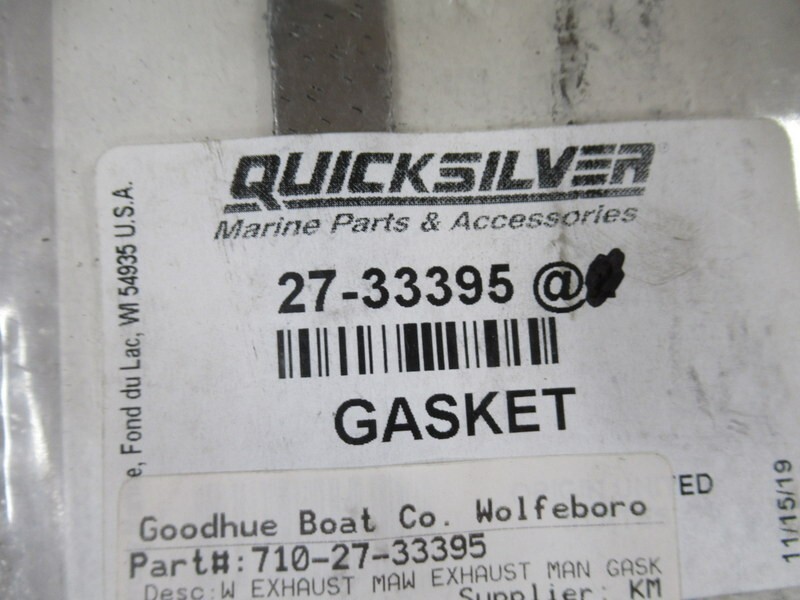 QUICKSILVER
Marine Parts & Accessories
27-33395 @
GASKET
e, Fond du Lac, WI 54935 U.S.A.
ED
11/15/19
Goodhue Boat Co. Wolfeboro
Part#:710-27-33395
Desc:W EXHAUST MAW EXHAUST MAN GASK
Supplier: KM